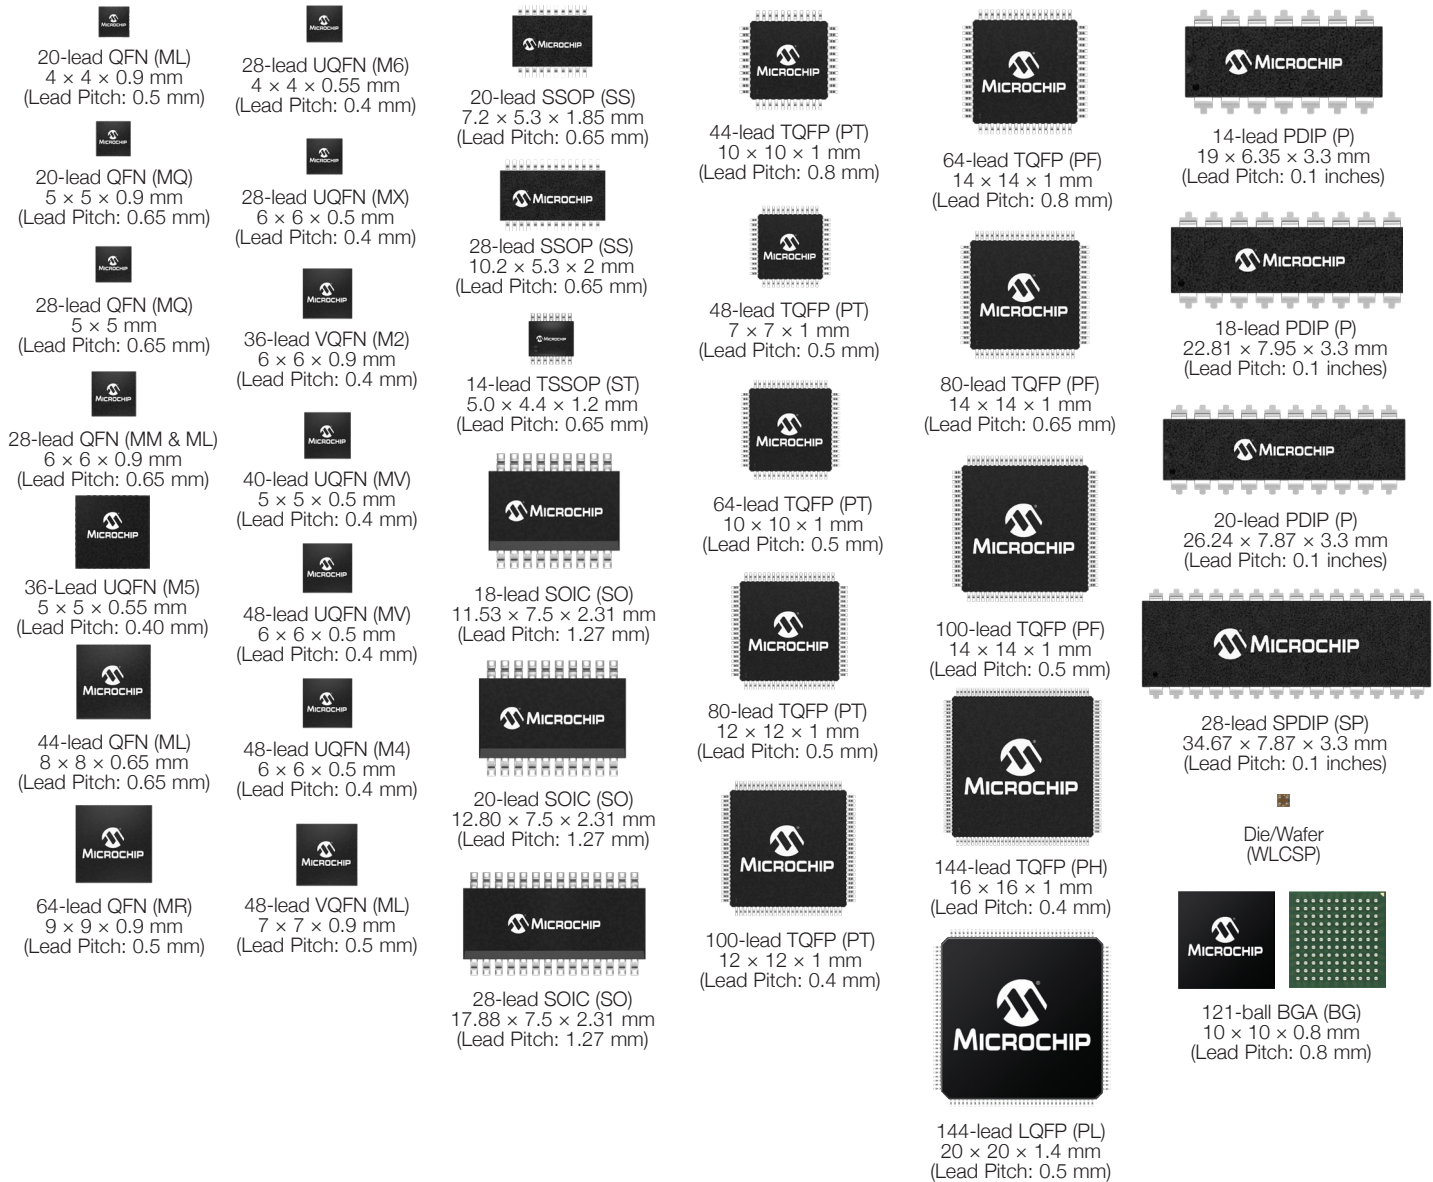 MICROCHIP
20-lead QFN (ML)
4 × 4 × 0.9 mm
(Lead Pitch: 0.5 mm)
MICROCHIP
20-lead QFN (MQ)
5 × 5 × 0.9 mm
(Lead Pitch: 0.65 mm)
MICROCHIP
28-lead QFN (MQ)
5 × 5 mm
(Lead Pitch: 0.65 mm)
MICROCHIP
28-lead QFN (MM & ML)
6 × 6 × 0.9 mm
(Lead Pitch: 0.65 mm)
MICROCHIP
36-Lead UQFN (M5)
5 × 5 × 0.55 mm
(Lead Pitch: 0.40 mm)
MICROCHIP
44-lead QFN (ML)
8 × 8 × 0.65 mm
(Lead Pitch: 0.65 mm)
MICROCHIP
64-lead QFN (MR)
9 × 9 × 0.9 mm
(Lead Pitch: 0.5 mm)
MICROCHIP
28-lead UQFN (M6)
4 × 4 × 0.55 mm
(Lead Pitch: 0.4 mm)
MICROCHIP
28-lead UQFN (MX)
6 × 6 × 0.5 mm
(Lead Pitch: 0.4 mm)
MICROCHIP
36-lead VQFN (M2)
6 × 6 × 0.9 mm
(Lead Pitch: 0.4 mm)
MICROCHIP
40-lead UQFN (MV)
5 × 5 × 0.5 mm
(Lead Pitch: 0.4 mm)
MICROCHIP
48-lead UQFN (MV)
6 × 6 × 0.5 mm
(Lead Pitch: 0.4 mm)
MICROCHIP
48-lead UQFN (M4)
6 × 6 × 0.5 mm
(Lead Pitch: 0.4 mm)
MICROCHIP
48-lead VQFN (ML)
7 × 7 × 0.9 mm
(Lead Pitch: 0.5 mm)
MICROCHIP
20-lead SSOP (SS)
7.2 × 5.3 × 1.85 mm
(Lead Pitch: 0.65 mm)
MICROCHIP
28-lead SSOP (SS)
10.2 × 5.3 × 2 mm
(Lead Pitch: 0.65 mm)
MICROCHIP
14-lead TSSOP (ST)
5.0 × 4.4 × 1.2 mm
(Lead Pitch: 0.65 mm)
MICROCHIP
18-lead SOIC (SO)
11.53 × 7.5 × 2.31 mm
(Lead Pitch: 1.27 mm)
MICROCHIP
20-lead SOIC (SO)
12.80 × 7.5 × 2.31 mm
(Lead Pitch: 1.27 mm)
MICROCHIP
28-lead SOIC (SO)
17.88 × 7.5 × 2.31 mm
(Lead Pitch: 1.27 mm)
MICROCHIP
44-lead TQFP (PT)
10 × 10 × 1 mm
(Lead Pitch: 0.8 mm)
MICROCHIP
48-lead TQFP (PT)
7 × 7 × 1 mm
(Lead Pitch: 0.5 mm)
MICROCHIP
64-lead TQFP (PT)
10 × 10 × 1 mm
(Lead Pitch: 0.5 mm)
MICROCHIP
80-lead TQFP (PT)
12 × 12 × 1 mm
(Lead Pitch: 0.5 mm)
MICROCHIP
100-lead TQFP (PT)
12 × 12 × 1 mm
(Lead Pitch: 0.4 mm)
MICROCHIP
64-lead TQFP (PF)
14 × 14 × 1 mm
(Lead Pitch: 0.8 mm)
MICROCHIP
80-lead TQFP (PF)
14 × 14 × 1 mm
(Lead Pitch: 0.65 mm)
MICROCHIP
100-lead TQFP (PF)
14 × 14 × 1 mm
(Lead Pitch: 0.5 mm)
MICROCHIP
144-lead TQFP (PH)
16 × 16 × 1 mm
(Lead Pitch: 0.4 mm)
MICROCHIP
144-lead LQFP (PL)
20 × 20 × 1.4 mm
(Lead Pitch: 0.5 mm)
MICROCHIP
14-lead PDIP (P)
19 × 6.35 × 3.3 mm
(Lead Pitch: 0.1 inches)
MICROCHIP
18-lead PDIP (P)
22.81 × 7.95 × 3.3 mm
(Lead Pitch: 0.1 inches)
MICROCHIP
20-lead PDIP (P)
26.24 × 7.87 × 3.3 mm
(Lead Pitch: 0.1 inches)
MICROCHIP
28-lead SPDIP (SP)
34.67 × 7.87 × 3.3 mm
(Lead Pitch: 0.1 inches)
Die/Wafer
(WLCSP)
MICROCHIP
121-ball BGA (BG)
10 × 10 × 0.8 mm
(Lead Pitch: 0.8 mm)